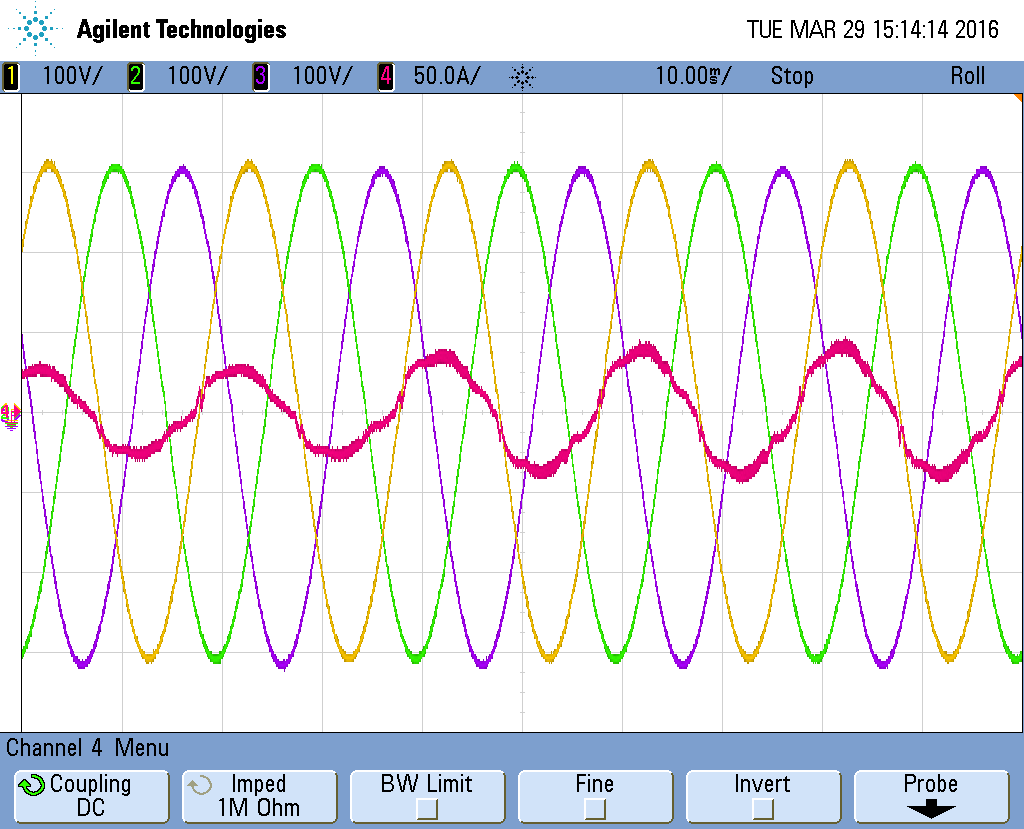 Agilent Technologies TUE MAR 29 15:14:14 2016
1 100V/ 2 100V/ 3 100V/ 4 50.0A/ 10.00ms/ Stop Roll
Channel 4 Menu
Coupling Imped BW Limit Fine Invert Probe
DC 1M Ohm